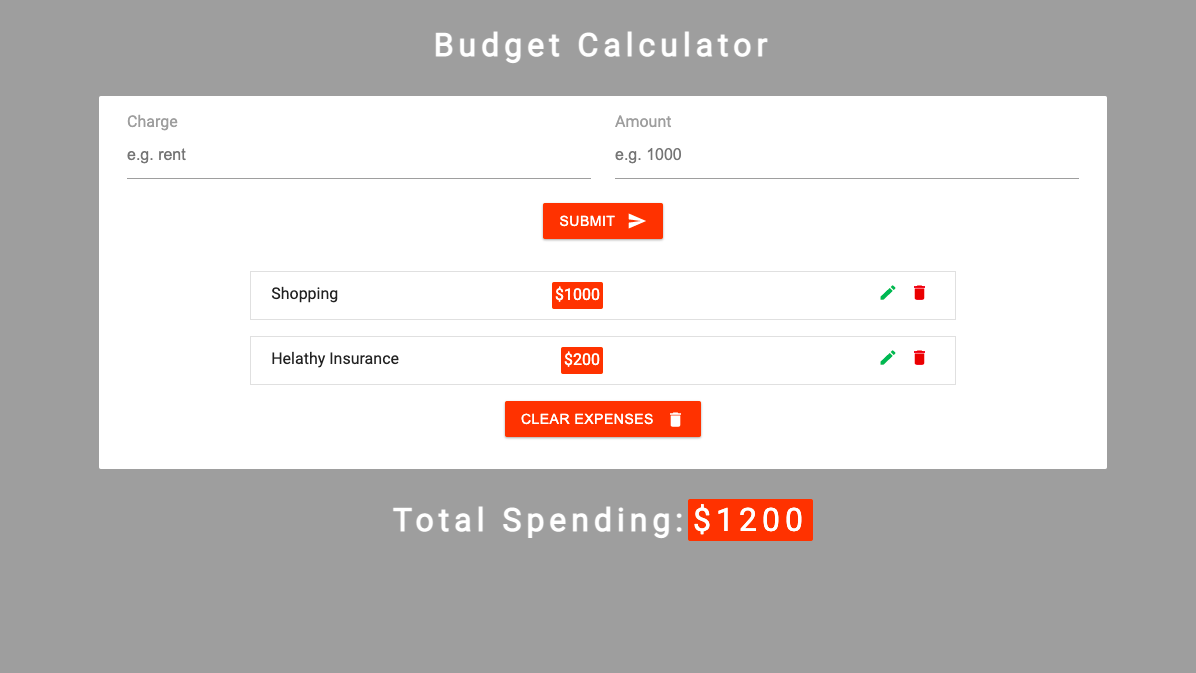 Budget Calculator
Charge
Amount
e.g. rent
e.g. 1000
SUBMIT
Shopping
$1000
Helathy Insurance
$200
CLEAR EXPENSES
Total Spending: $1200